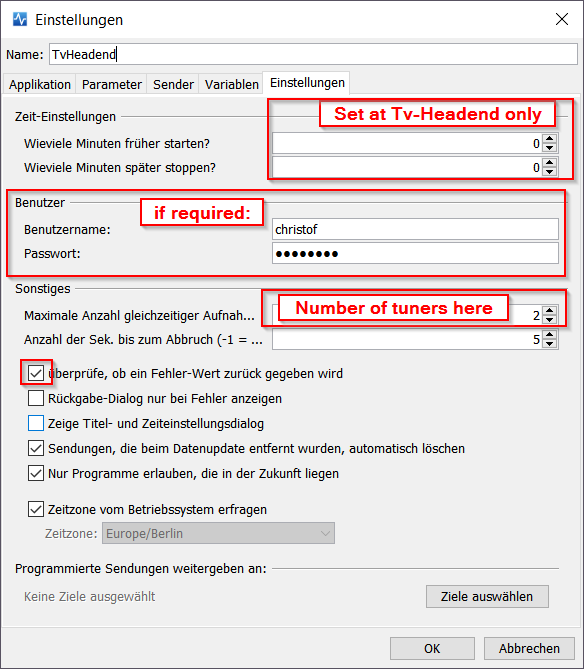 Einstellungen
Name: TvHeadend
Applikation Parameter Sender Variablen Einstellungen
Set at Tv-Headend only
Zeit-Einstellungen
Wieviele Minuten früher starten? 0
Wieviele Minuten später stoppen? 0
Benutzer
if required:
Benutzername: christof
Passwort: ●●●●●●●●
Sonstiges
Number of tuners here
Maximale Anzahl gleichzeitiger Aufnah... 2
Anzahl der Sek. bis zum Abbruch (-1 = ... 5
überprüfe, ob ein Fehler-Wert zurück gegeben wird
Rückgabe-Dialog nur bei Fehler anzeigen
Zeige Titel- und Zeiteinstellungsdialog
Sendungen, die beim Datenupdate entfernt wurden, automatisch löschen
Nur Programme erlauben, die in der Zukunft liegen
Zeitzone vom Betriebssystem erfragen
Zeitzone: Europe/Berlin
Programmierte Sendungen weitergeben an:
Keine Ziele ausgewählt Ziele auswählen
OK Abbrechen